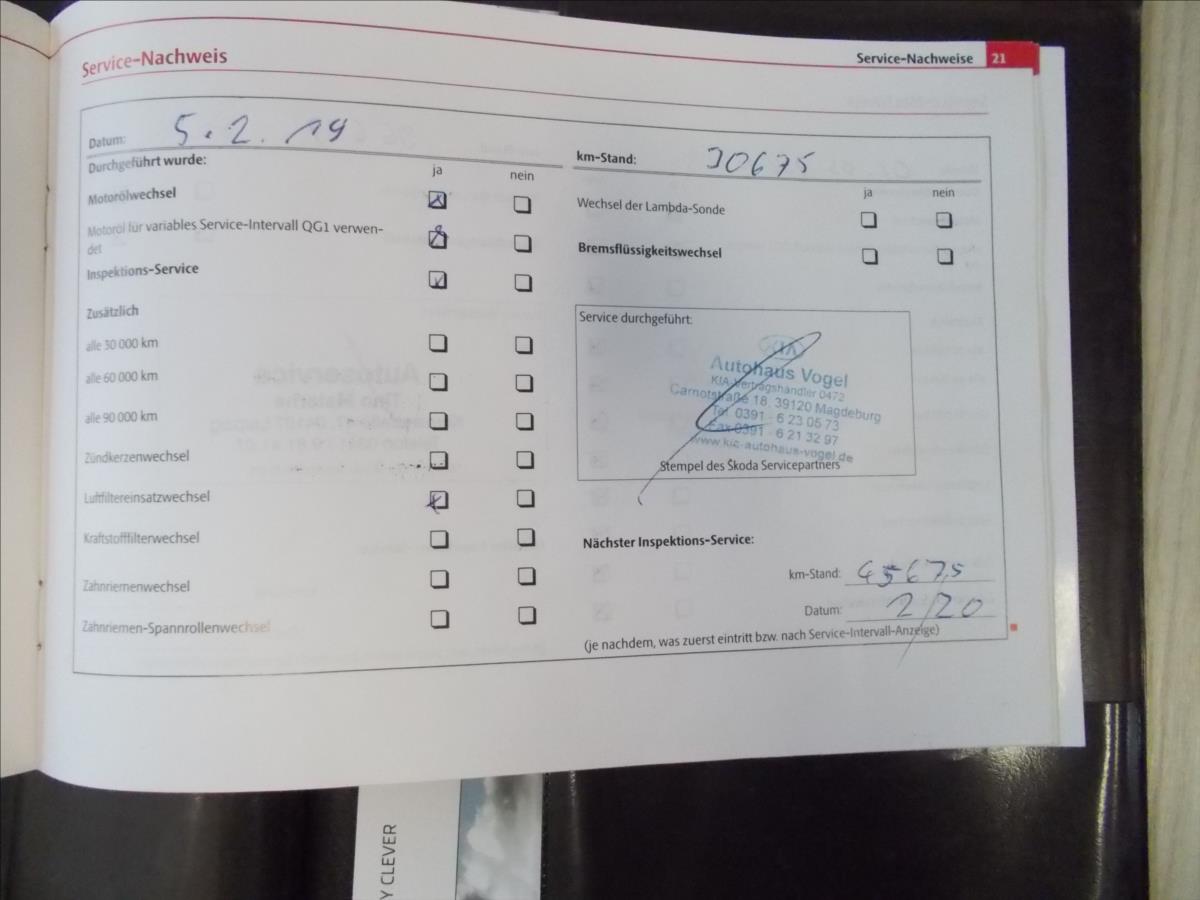 Service-Nachweis
Service-Nachweise 21
Datum: 5.2.19
Durchgeführt wurde:
ja nein
Motorölwechsel
Motoröl für variables Service-Intervall QG1 verwen-
det
Inspektions-Service
Zusätzlich
alle 30 000 km
alle 60 000 km
alle 90 000 km
Zündkerzenwechsel
Luftfiltereinsatzwechsel
Kraftstofffilterwechsel
Zahnriemenwechsel
Zahnriemen-Spannrollenwechsel
km-Stand: 30675
ja nein
Wechsel der Lambda-Sonde
Bremsflüssigkeitswechsel
Service durchgeführt:
KIA
Autohaus Vogel
KIA-Vertragshändler 0472
Carnotstraße 18, 39120 Magdeburg
Tel. 0391 - 6 23 05 73
Fax 0391 - 6 21 32 97
www.kia-autohaus-vogel.de
Stempel des Škoda Servicepartners
Nächster Inspektions-Service:
km-Stand: 45675
Datum: 2/20
(je nachdem, was zuerst eintritt bzw. nach Service-Intervall-Anzeige)
Y CLEVER